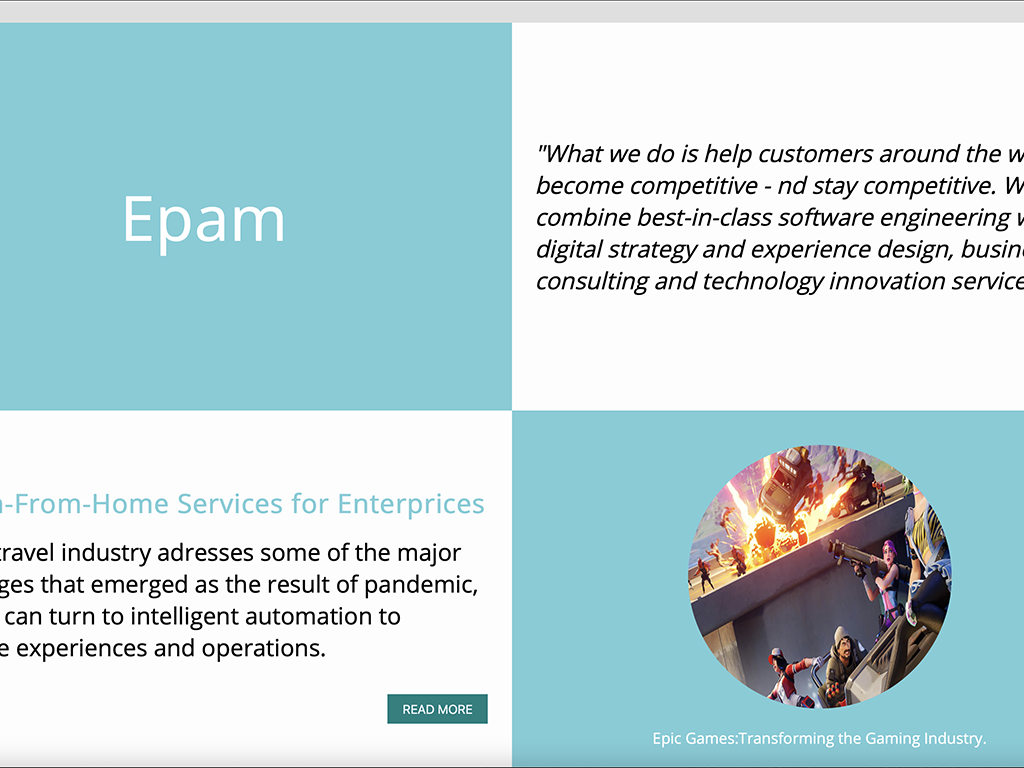 Epam
"What we do is help customers around the w
become competitive - nd stay competitive. W
combine best-in-class software engineering w
digital strategy and experience design, busine
consulting and technology innovation service
-From-Home Services for Enterprices
travel industry adresses some of the major
ges that emerged as the result of pandemic,
can turn to intelligent automation to
e experiences and operations.
READ MORE
Epic Games:Transforming the Gaming Industry.